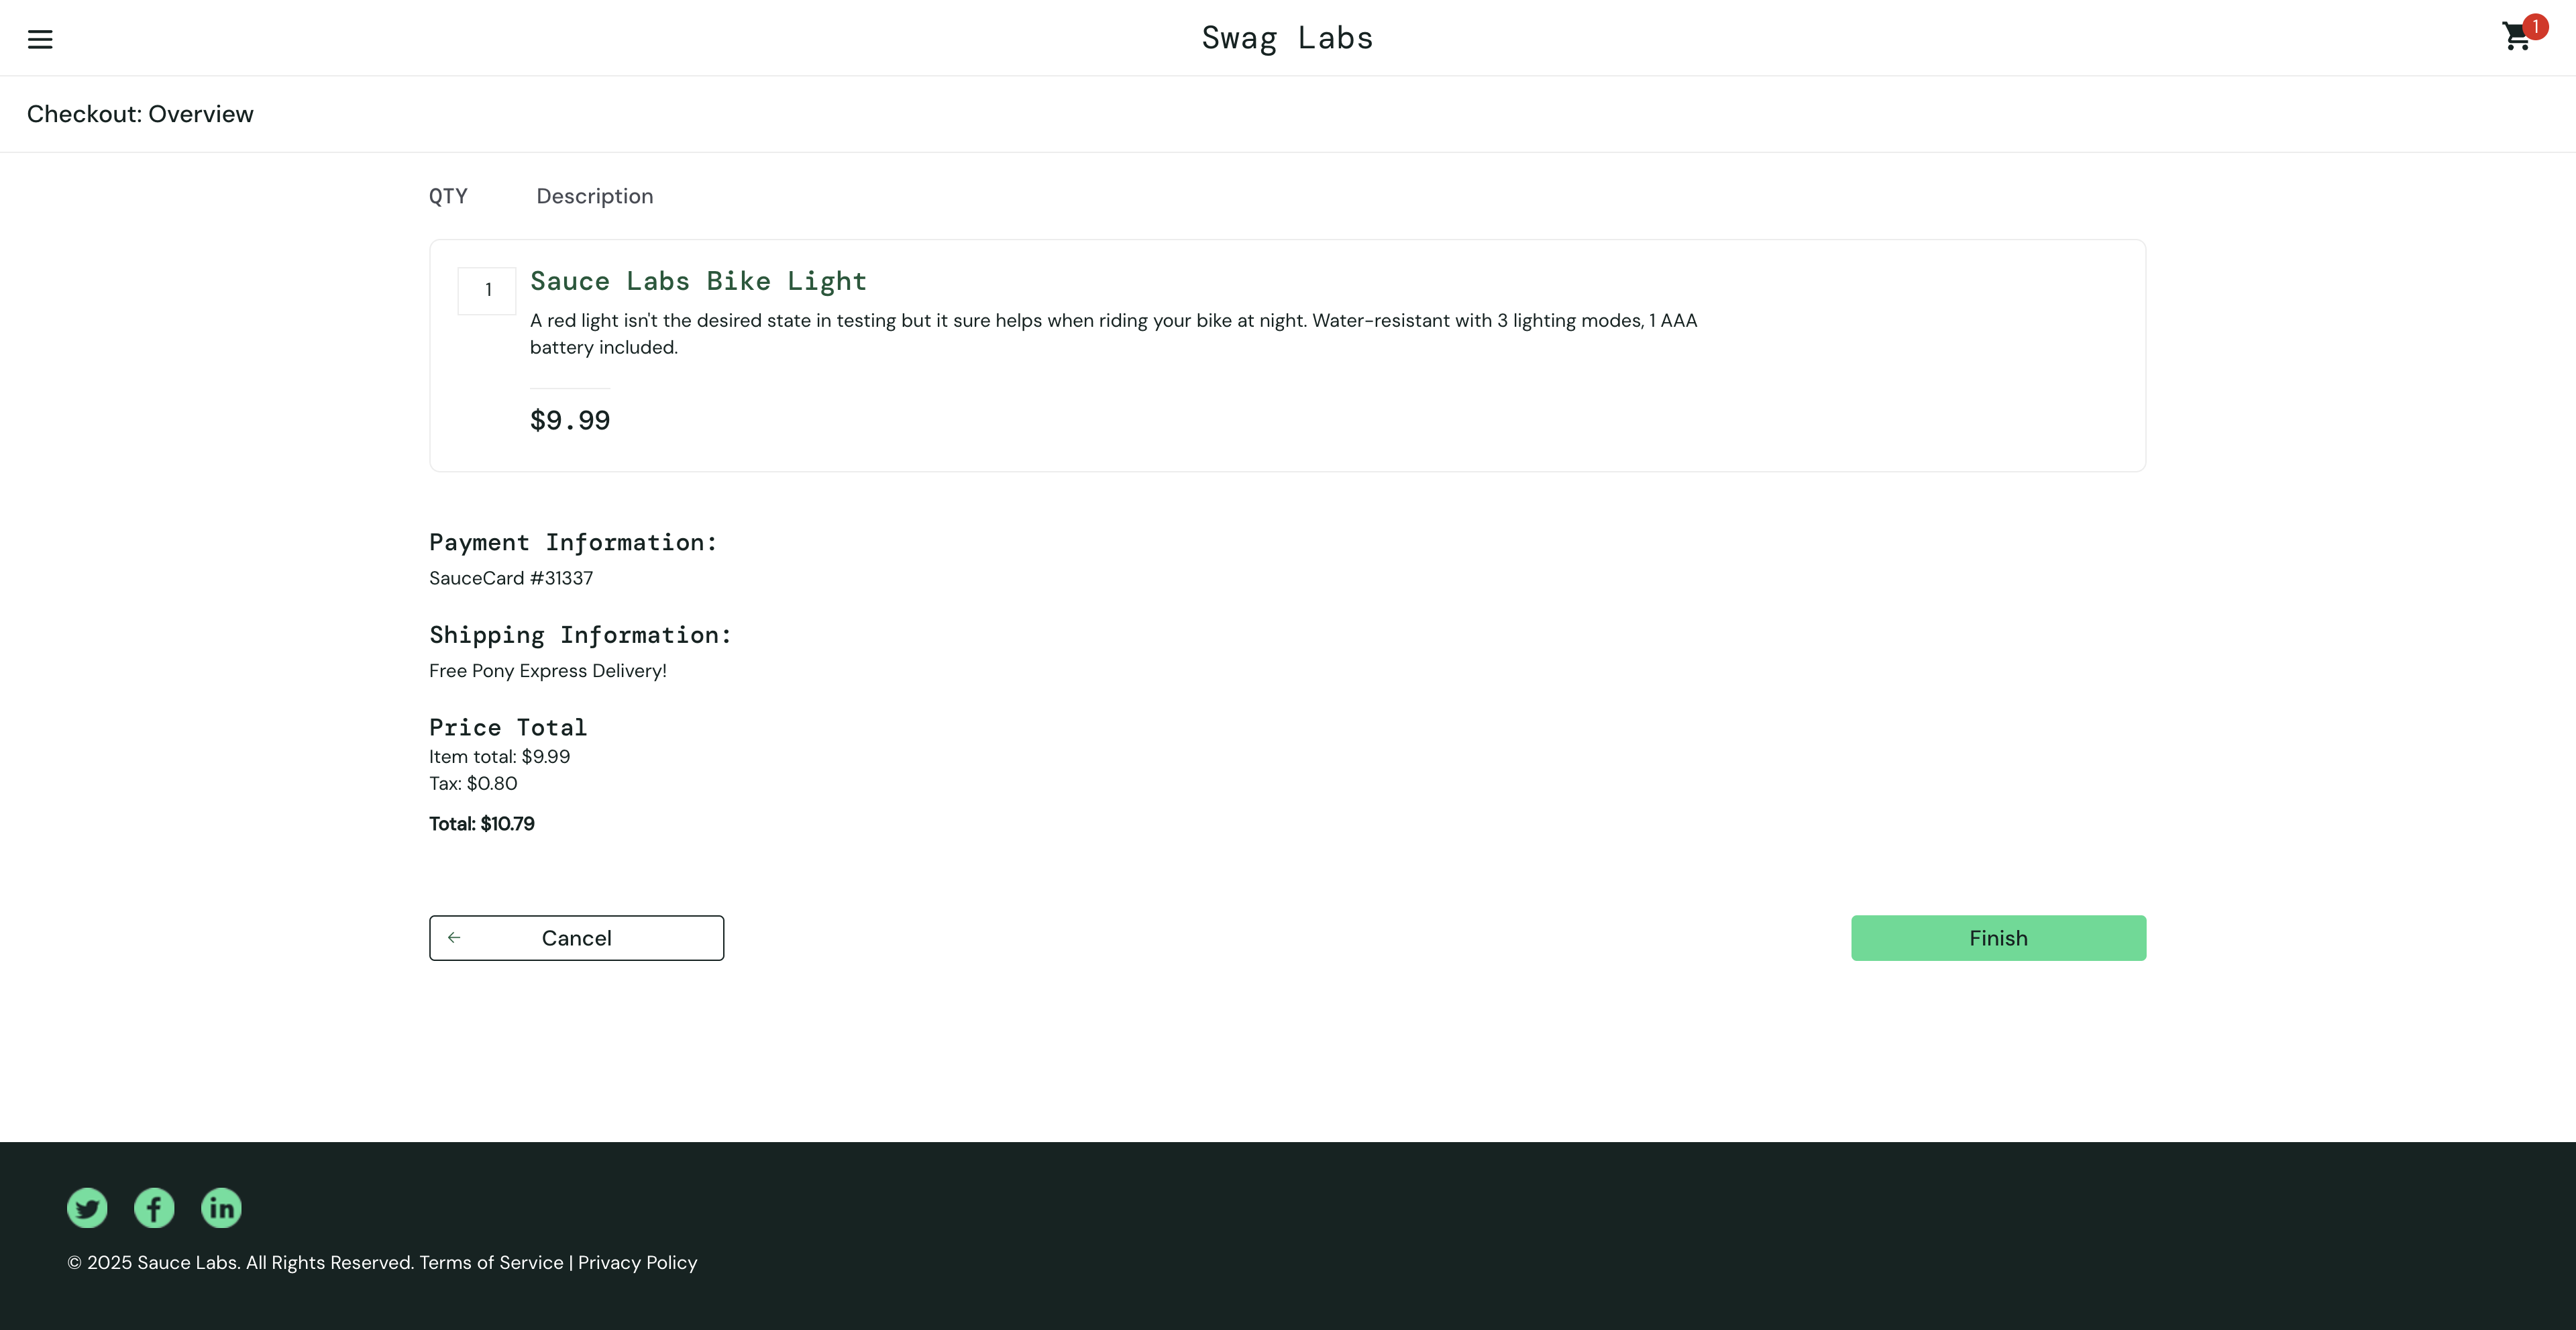 Swag Labs
1
Checkout: Overview
QTY Description
1
Sauce Labs Bike Light
A red light isn't the desired state in testing but it sure helps when riding your bike at night. Water-resistant with 3 lighting modes, 1 AAA
battery included.
$9.99
Payment Information:
SauceCard #31337
Shipping Information:
Free Pony Express Delivery!
Price Total
Item total: $9.99
Tax: $0.80
Total: $10.79
Cancel
Finish
© 2025 Sauce Labs. All Rights Reserved. Terms of Service | Privacy Policy